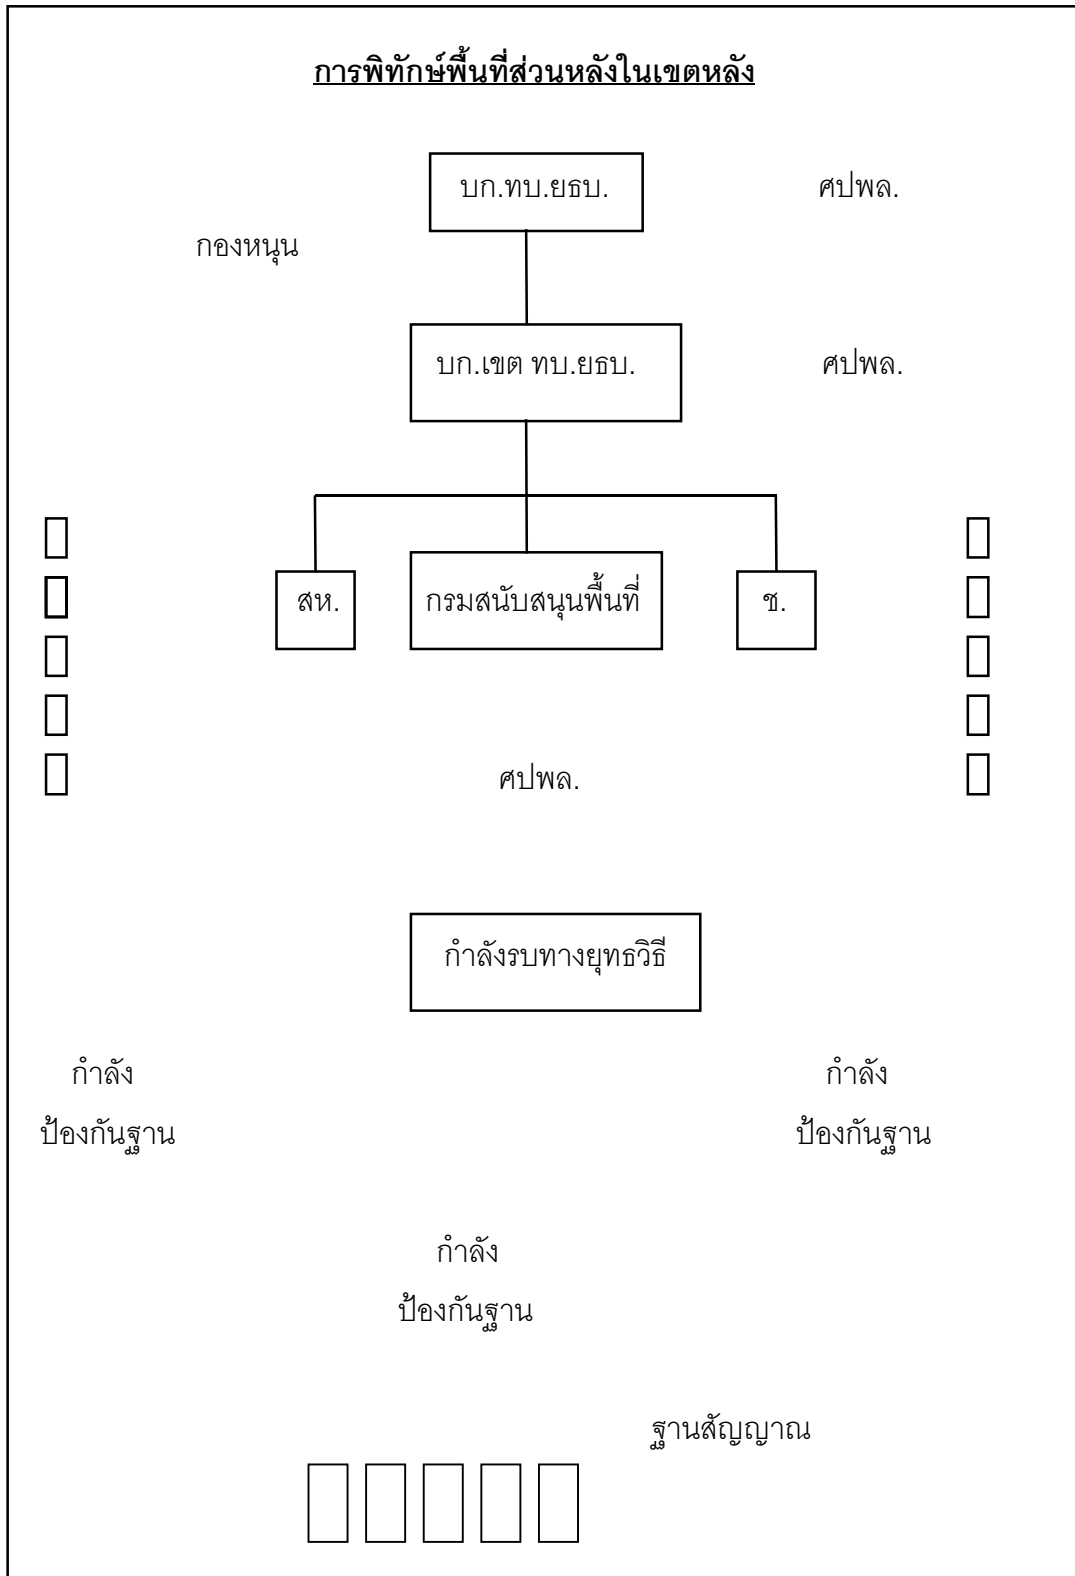 การพิทักษ์พื้นที่ส่วนหลังในเขตหลัง
บก.ทบ.ยธบ.
ศปพล.
กองหนุน
บก.เขต ทบ.ยธบ.
ศปพล.
สห.
กรมสนับสนุนพื้นที่
ช.
ศปพล.
กำลังรบทางยุทธวิธี
กำลัง
ป้องกันฐาน
กำลัง
ป้องกันฐาน
กำลัง
ป้องกันฐาน
ฐานสัญญาณ